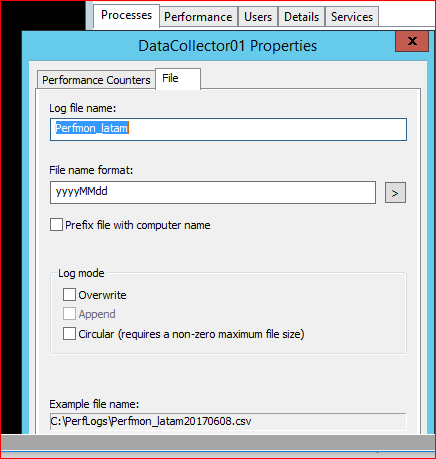 Processes Performance Users Details Services
DataCollector01 Properties
x
Performance Counters File
Log file name:
Perfmon_latam
File name format:
yyyyMMdd
>
Prefix file with computer name
Log mode
Overwrite
Append
Circular (requires a non-zero maximum file size)
Example file name:
C:\PerfLogs\Perfmon_latam20170608.csv